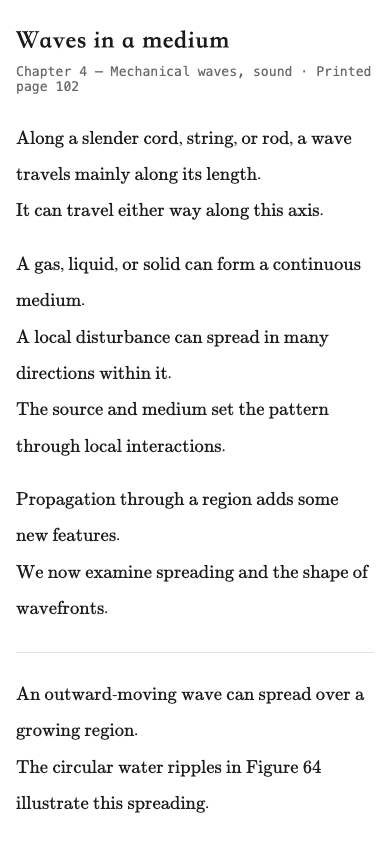 Waves in a medium
Chapter 4 — Mechanical waves, sound · Printed
page 102
Along a slender cord, string, or rod, a wave
travels mainly along its length.
It can travel either way along this axis.
A gas, liquid, or solid can form a continuous
medium.
A local disturbance can spread in many
directions within it.
The source and medium set the pattern
through local interactions.
Propagation through a region adds some
new features.
We now examine spreading and the shape of
wavefronts.
An outward-moving wave can spread over a
growing region.
The circular water ripples in Figure 64
illustrate this spreading.